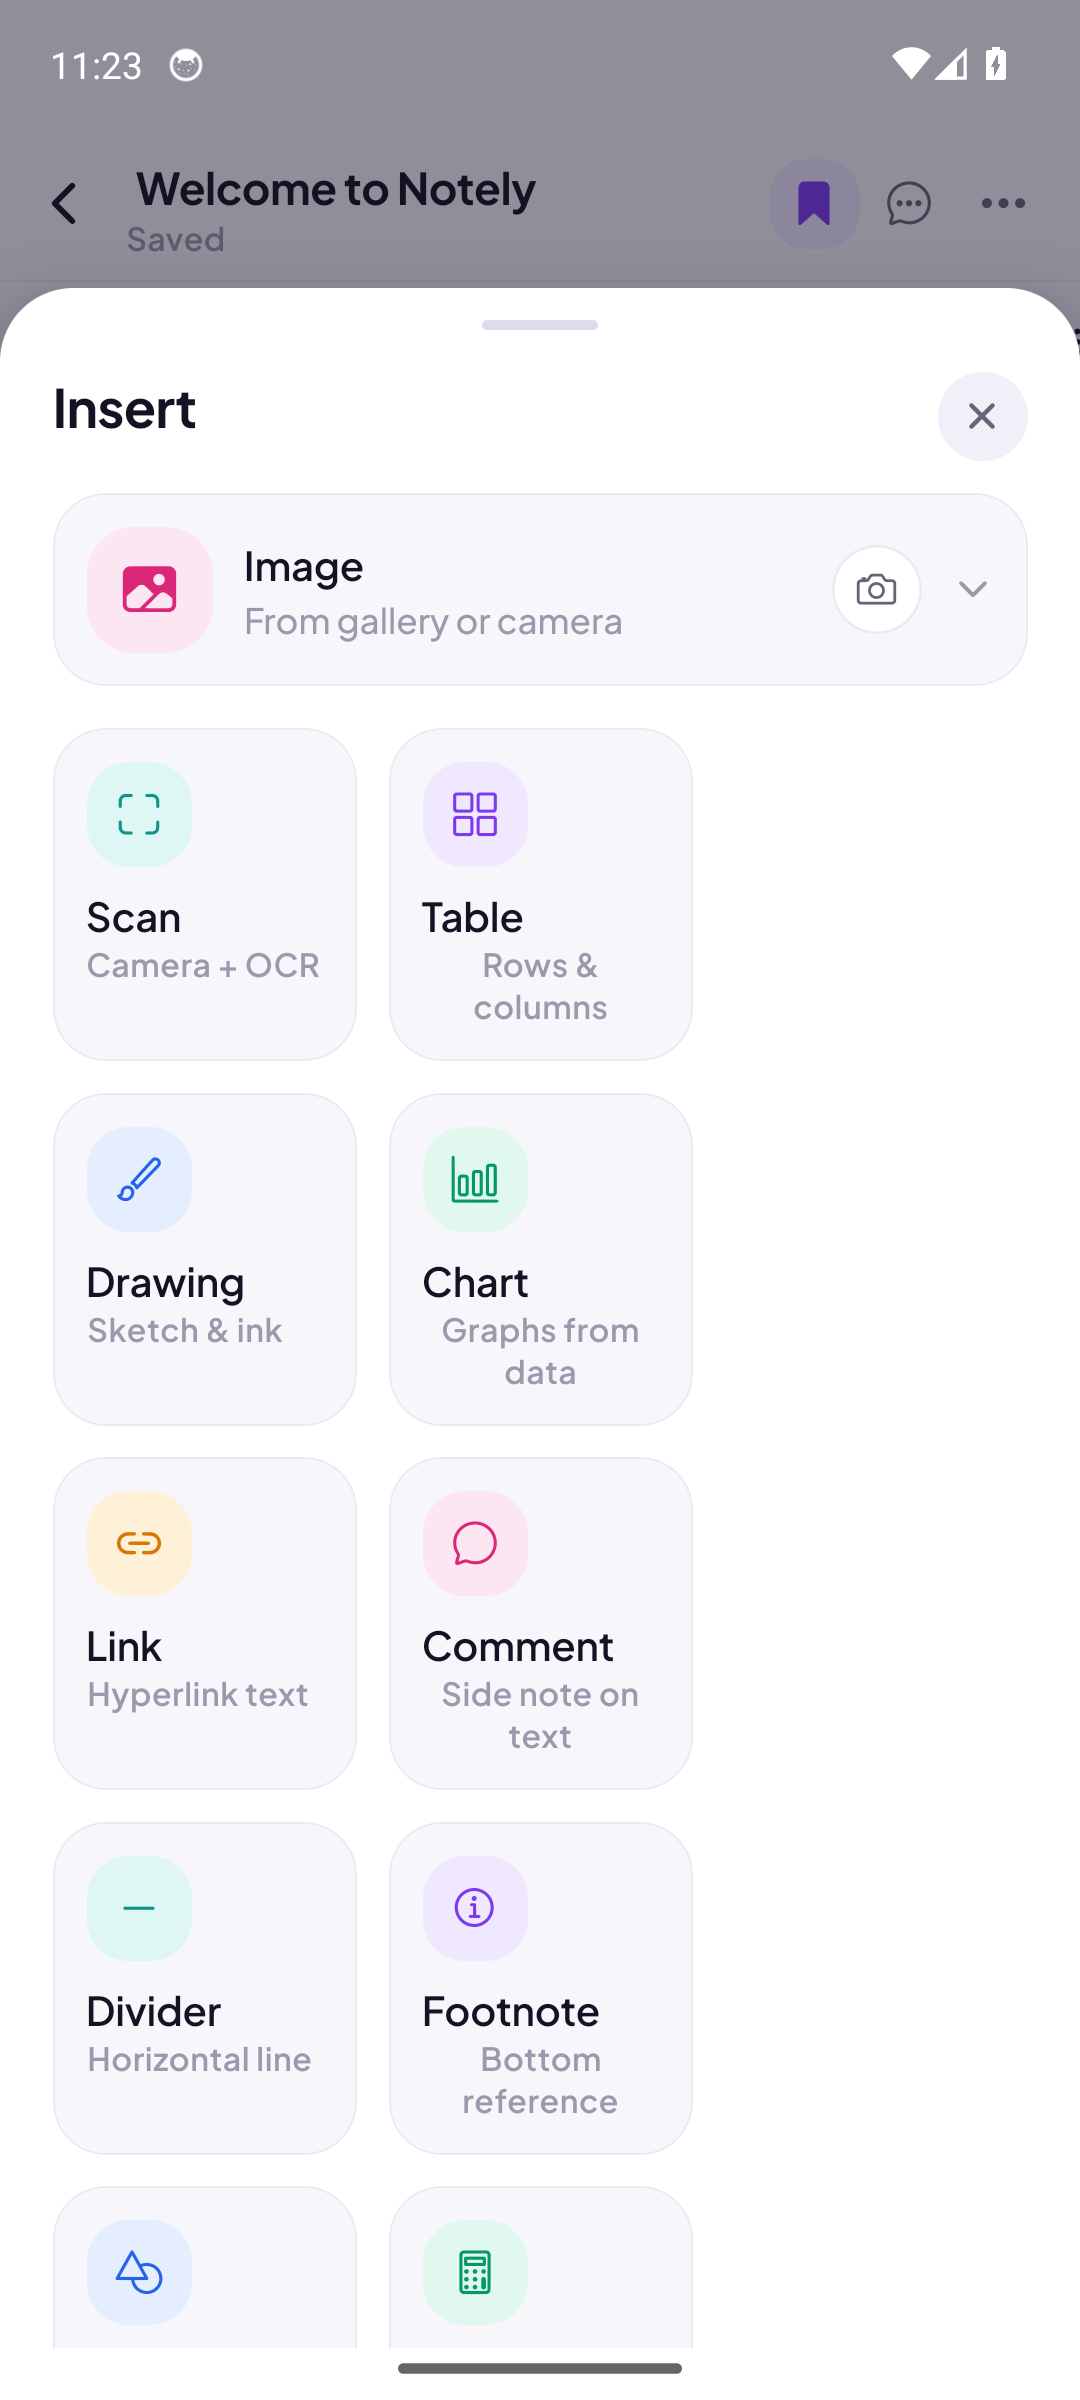 11:23
Welcome to Notely
Saved
Insert
Image
From gallery or camera
Scan
Camera + OCR
Table
Rows &
columns
Drawing
Sketch & ink
Chart
Graphs from
data
Link
Hyperlink text
Comment
Side note on
text
Divider
Horizontal line
Footnote
Bottom
reference